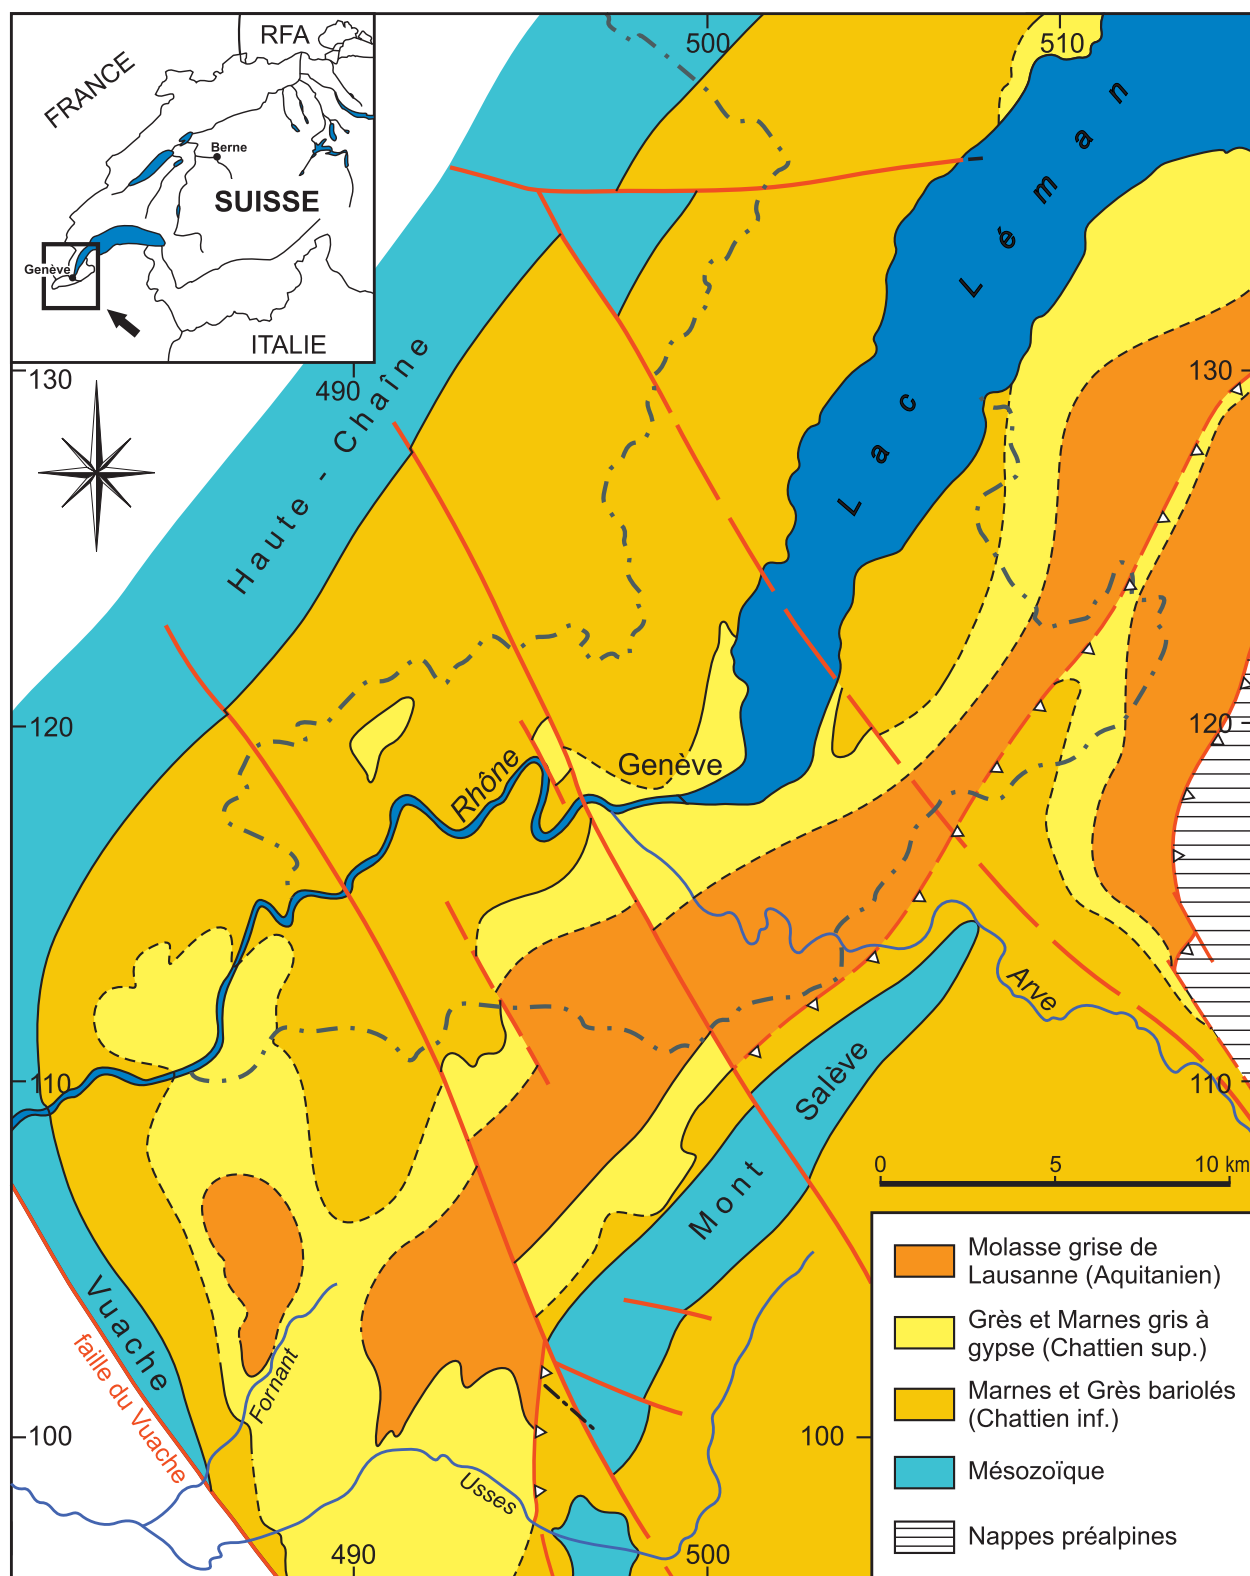 RFA
FRANCE
Berne
SUISSE
Genève
ITALIE
500
510
Lac Léman
130
490
130
Haute - Chaîne
120
120
Rhône
Genève
Arve
110
110
Mont Salève
0 5 10 km
Vuache
faille du Vuache
Fornant
Usses
100
100
490
500
Molasse grise de
Lausanne (Aquitanien)
Grès et Marnes gris à
gypse (Chattien sup.)
Marnes et Grès bariolés
(Chattien inf.)
Mésozoïque
Nappes préalpines